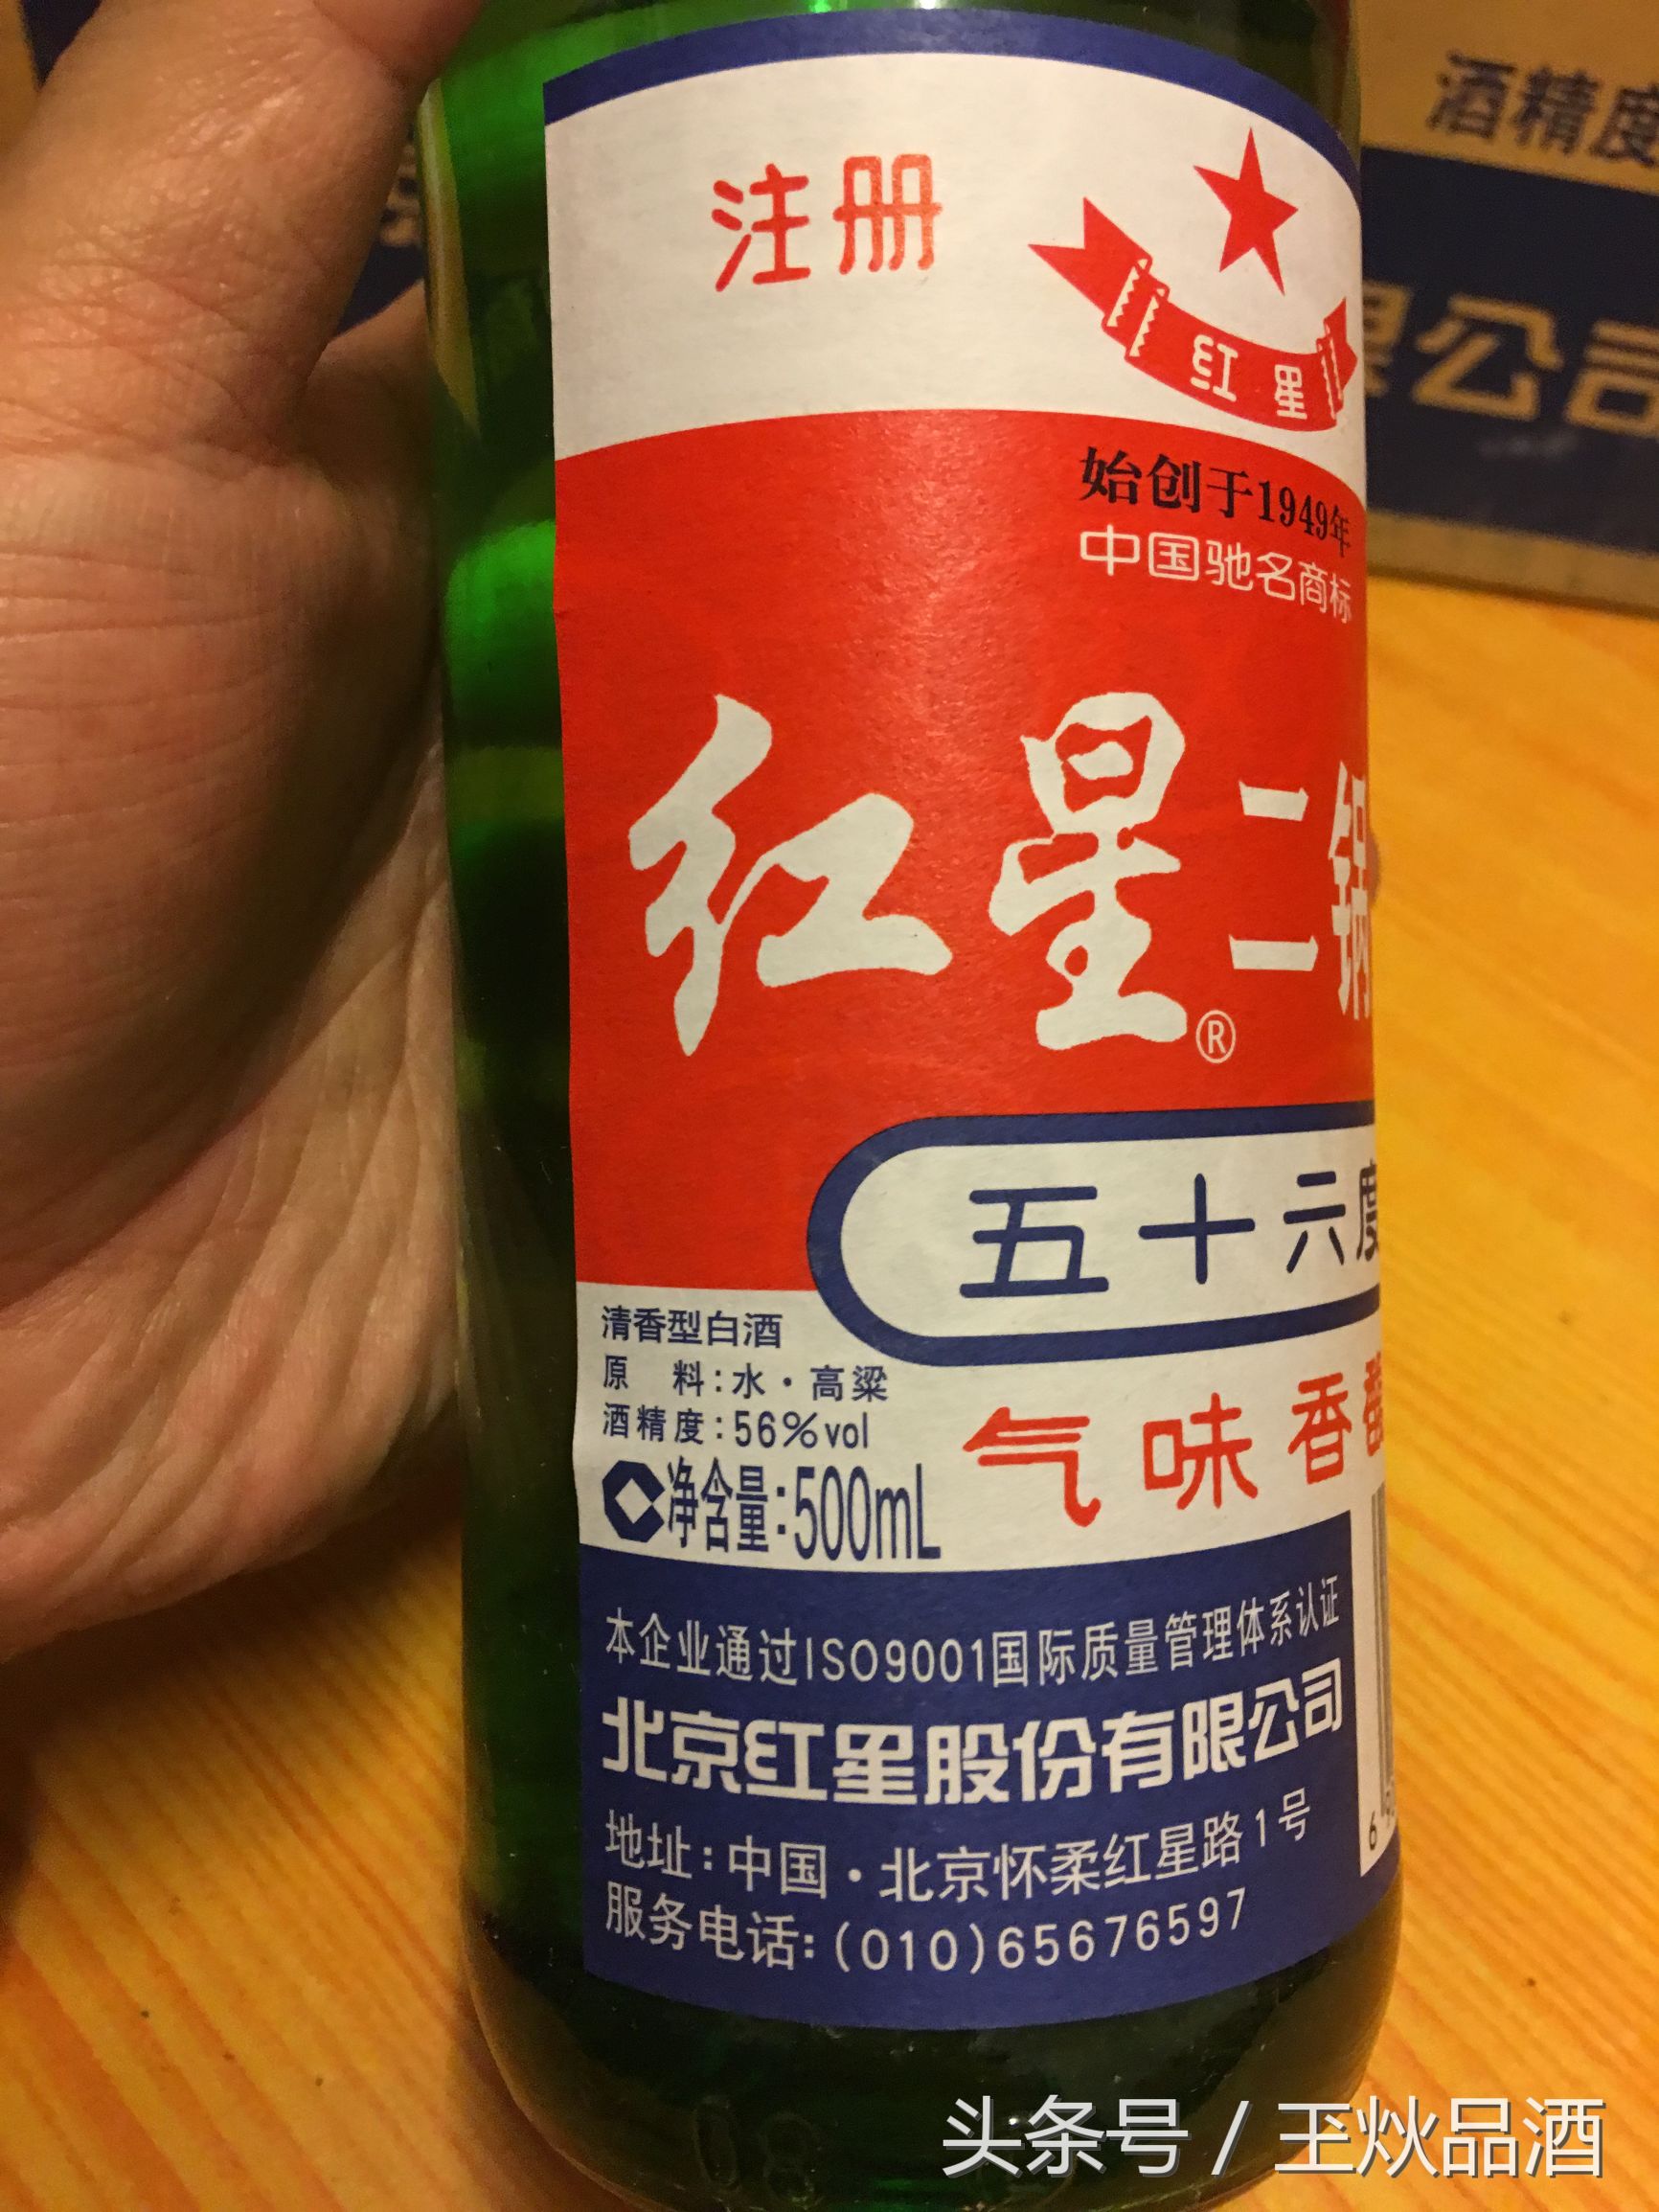 注册
红星
始创于1949年
中国驰名商标
红星®二锅
五十六度
清香型白酒
原 料:水·高粱
酒精度:56%vol
净含量:500mL
气味香
本企业通过ISO9001国际质量管理体系认证
北京红星股份有限公司
地址:中国·北京怀柔红星路1号
服务电话:(010)65676597
6
酒精度
星公司
头条号 / 王炏品酒